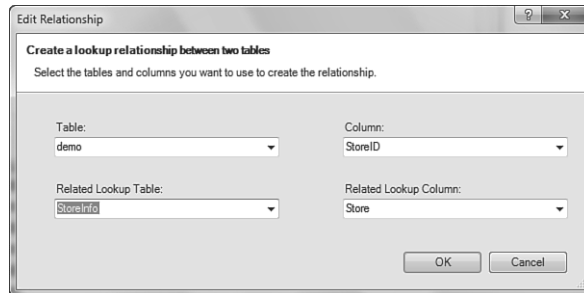 Edit Relationship
Create a lookup relationship between two tables
Select the tables and columns you want to use to create the relationship.
Table:
Column:
demo
StoreID
Related Lookup Table:
Related Lookup Column:
StoreInfo
Store
OK
Cancel